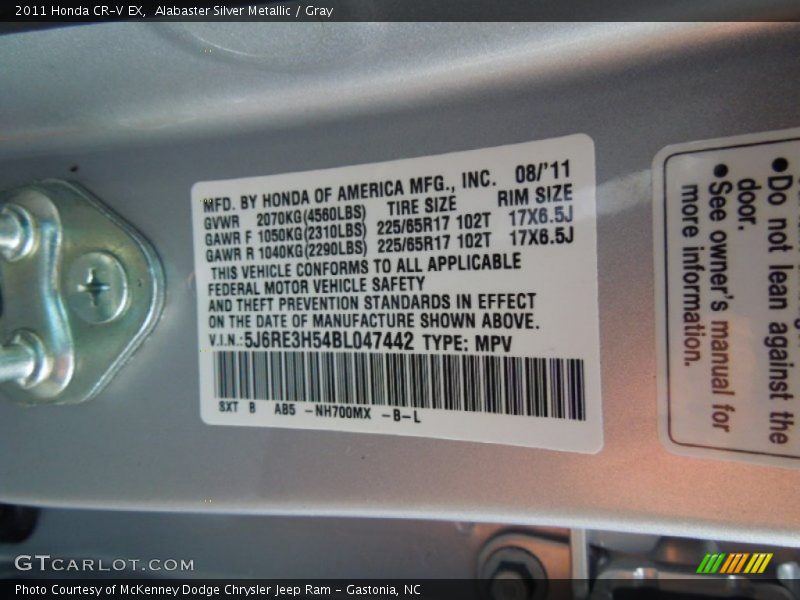 2011 Honda CR-V EX, Alabaster Silver Metallic / Gray
MFD. BY HONDA OF AMERICA MFG., INC. 08/'11
GVWR 2070KG(4560LBS) TIRE SIZE RIM SIZE
GAWR F 1050KG(2310LBS) 225/65R17 102T 17X6.5J
GAWR R 1040KG(2290LBS) 225/65R17 102T 17X6.5J
THIS VEHICLE CONFORMS TO ALL APPLICABLE
FEDERAL MOTOR VEHICLE SAFETY
AND THEFT PREVENTION STANDARDS IN EFFECT
ON THE DATE OF MANUFACTURE SHOWN ABOVE.
V.I.N.:5J6RE3H54BL047442 TYPE: MPV
SXT B AB5 -NH700MX -B-L
●Do not lean against the
door.
●See owner's manual for
more information.
GTCARLOT.COM
Photo Courtesy of McKenney Dodge Chrysler Jeep Ram - Gastonia, NC